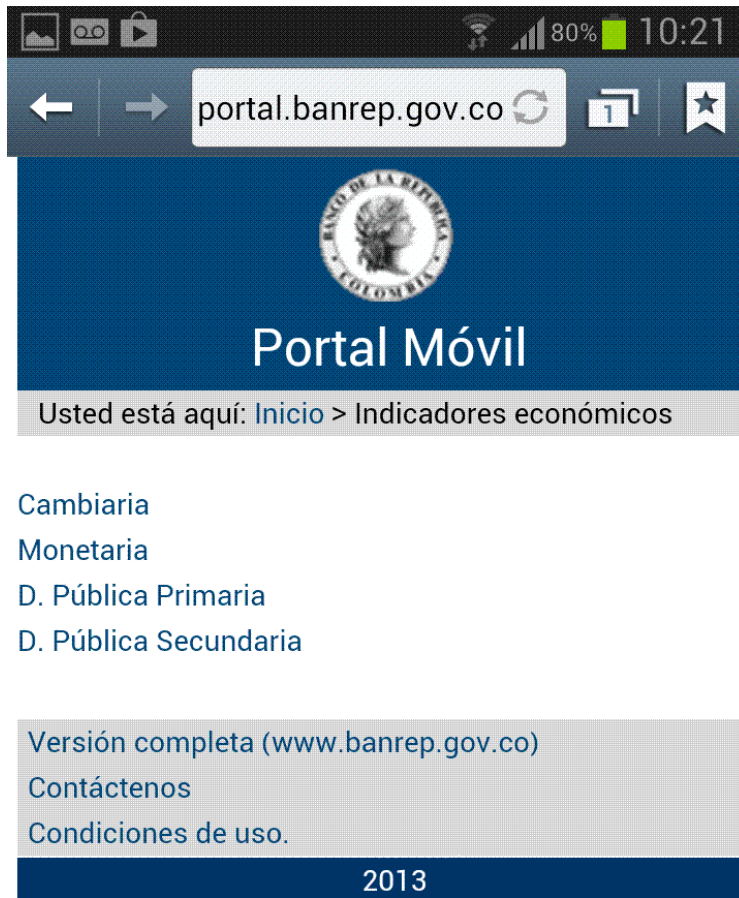 80% 10:21
portal.banrep.gov.co 1
BANCO DE LA REPUBLICA
COLOMBIA
Portal Móvil
Usted está aquí: Inicio > Indicadores económicos
Cambiaria
Monetaria
D. Pública Primaria
D. Pública Secundaria
Versión completa (www.banrep.gov.co)
Contáctenos
Condiciones de uso.
2013